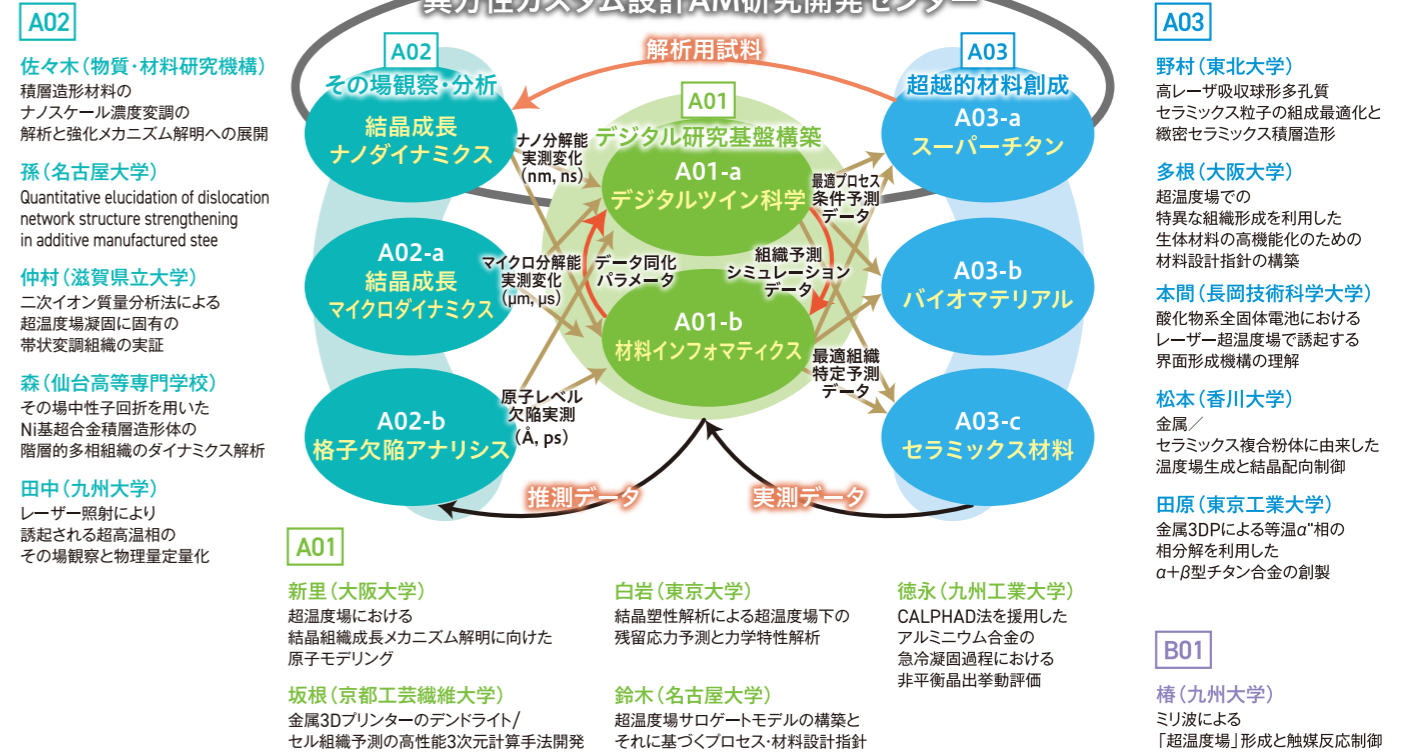 異方性カスタム設計AM研究開発センター
A02
佐々木（物質・材料研究機構）
積層造形材料の
ナノスケール濃度変調の
解析と強化メカニズム解明への展開
孫（名古屋大学）
Quantitative elucidation of dislocation
network structure strengthening
in additive manufactured stee
仲村（滋賀県立大学）
二次イオン質量分析法による
超温度場凝固に固有の
帯状変調組織の実証
森（仙台高等専門学校）
その場中性子回折を用いた
Ni基超合金積層造形体の
階層的多相組織のダイナミクス解析
田中（九州大学）
レーザー照射により
誘起される超高温相の
その場観察と物理量定量化
A02
その場観察・分析
結晶成長
ナノダイナミクス
A02-a
結晶成長
マイクロダイナミクス
A02-b
格子欠陥アナリシス
解析用試料
ナノ分解能
実測変化
(nm, ns)
マイクロ分解能
実測変化
(μm, μs)
原子レベル
欠陥実測
(Å, ps)
A01
デジタル研究基盤構築
A01-a
デジタルツイン科学
データ同化
パラメータ
組織予測
シミュレーション
データ
A01-b
材料インフォマティクス
最適プロセス
条件予測
データ
最適組織
特定予測
データ
推測データ
実測データ
A03
超越的材料創成
A03-a
スーパーチタン
A03-b
バイオマテリアル
A03-c
セラミックス材料
A01
新里（大阪大学）
超温度場における
結晶組織成長メカニズム解明に向けた
原子モデリング
坂根（京都工芸繊維大学）
金属3Dプリンターのデンドライト/
セル組織予測の高性能3次元計算手法開発
白岩（東京大学）
結晶塑性解析による超温度場下の
残留応力予測と力学特性解析
鈴木（名古屋大学）
超温度場サロゲートモデルの構築と
それに基づくプロセス・材料設計指針
徳永（九州工業大学）
CALPHAD法を援用した
アルミニウム合金の
急冷凝固過程における
非平衡晶出挙動評価
A03
野村（東北大学）
高レーザ吸収球形多孔質
セラミックス粒子の組成最適化と
緻密セラミックス積層造形
多根（大阪大学）
超温度場での
特異な組織形成を利用した
生体材料の高機能化のための
材料設計指針の構築
本間（長岡技術科学大学）
酸化物系全固体電池における
レーザー超温度場で誘起する
界面形成機構の理解
松本（香川大学）
金属／
セラミックス複合粉体に由来した
温度場生成と結晶配向制御
田原（東京工業大学）
金属3DPによる等温α"相の
相分解を利用した
α＋β型チタン合金の創製
B01
椿（九州大学）
ミリ波による
「超温度場」形成と触媒反応制御